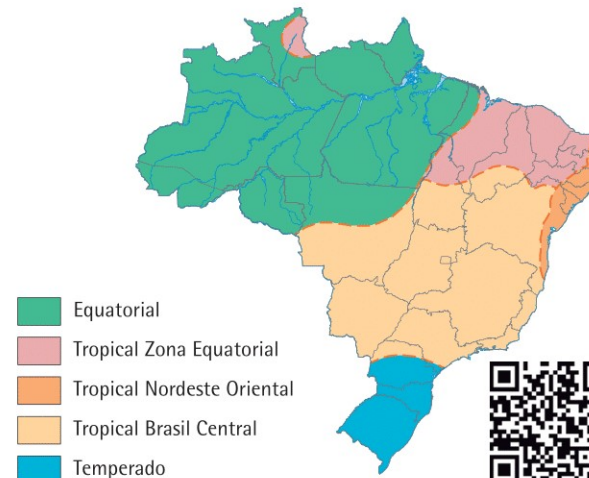 Equatorial
Tropical Zona Equatorial
Tropical Nordeste Oriental
Tropical Brasil Central
Temperado